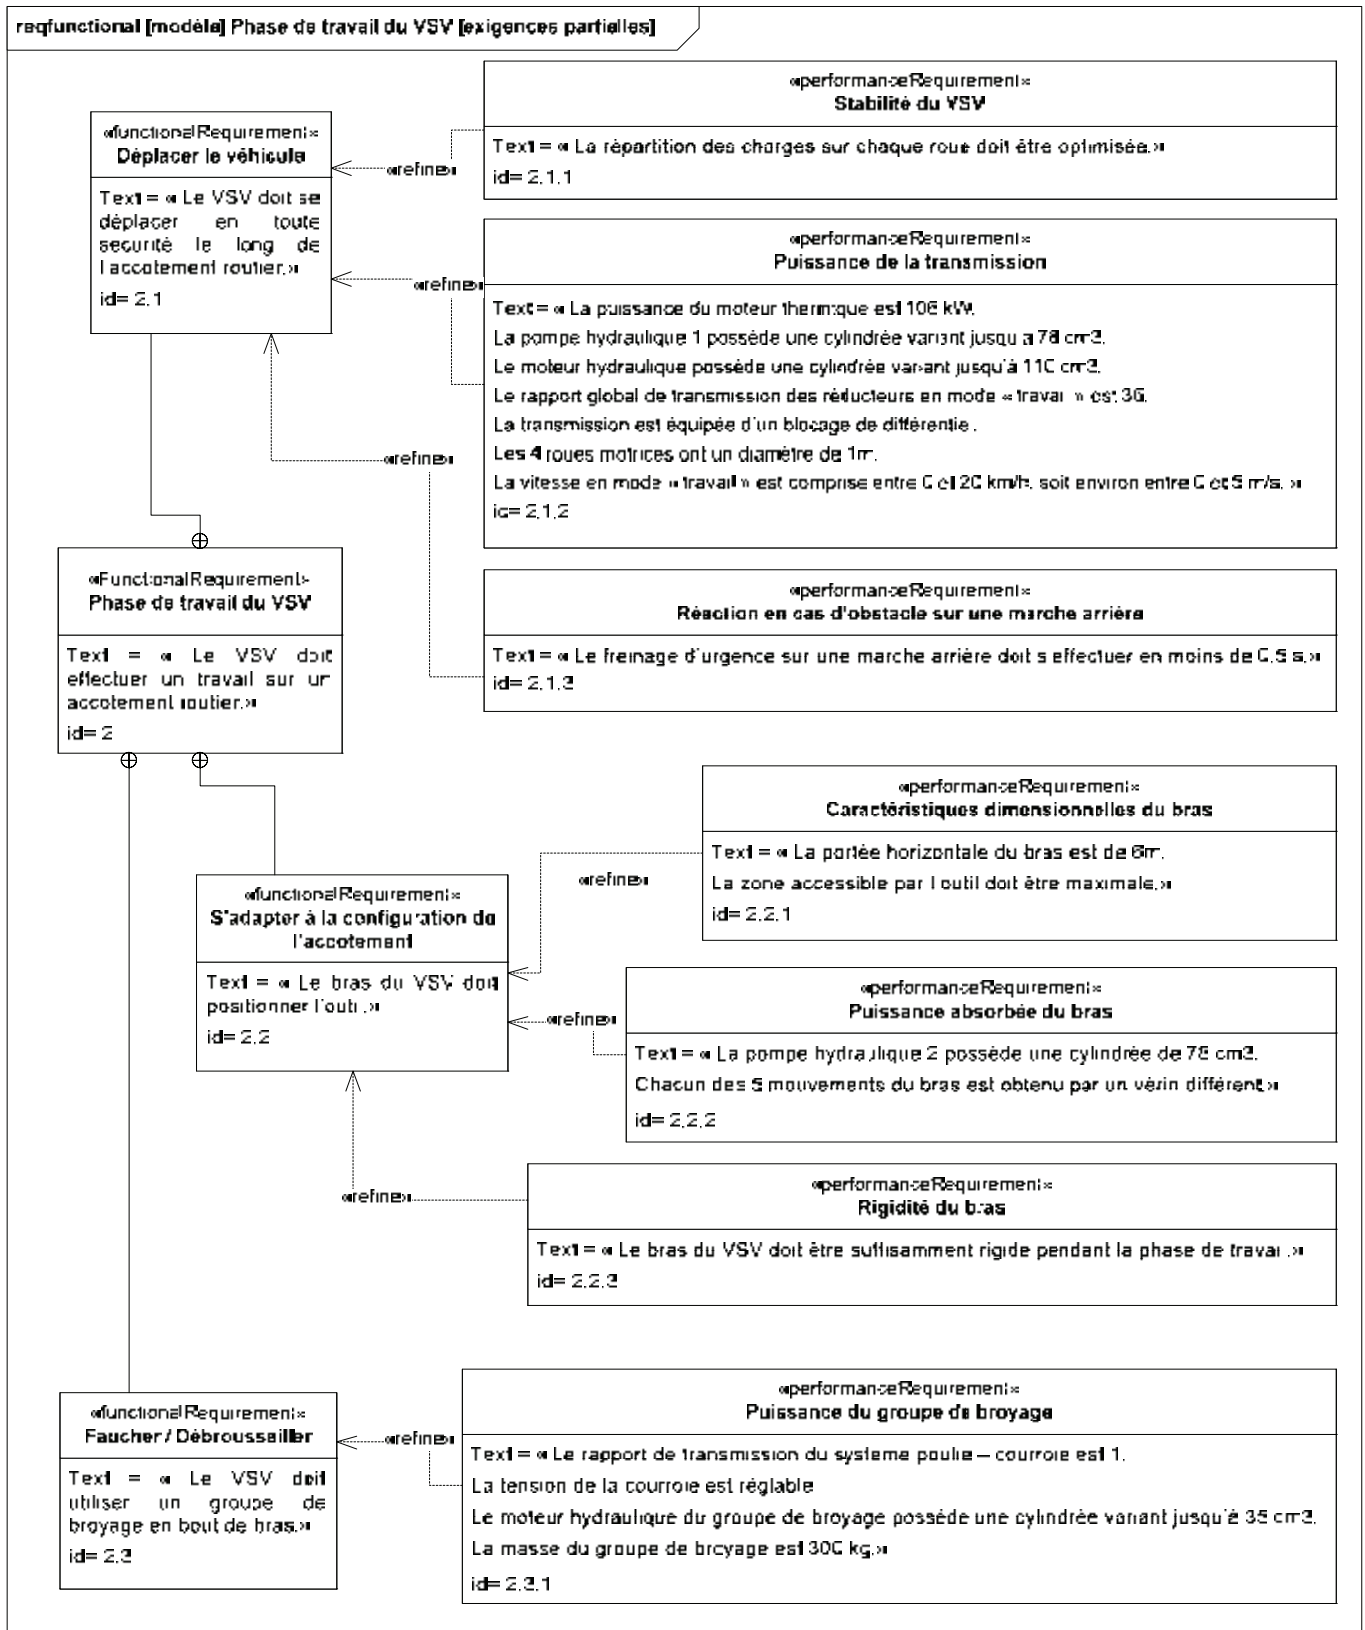 reqfunctional [modèle] Phase de travail du VSV [exigences partielles]
«performanceRequirement»
Stabilité du VSV
Text = « La répartition des charges sur chaque roue doit être optimisée.»
id= 2.1.1
«functionalRequirement»
Déplacer le véhicule
Text = « Le VSV doit se
déplacer en toute
sécurité le long de
l'accotement routier.»
id= 2.1
«refine»
«performanceRequirement»
Puissance de la transmission
Text = « La puissance du moteur thermique est 106 kW.
La pompe hydraulique 1 possède une cylindrée variant jusqu'à 78 cm3.
Le moteur hydraulique possède une cylindrée variant jusqu'à 110 cm3.
Le rapport global de transmission des réducteurs en mode « travail » est 36.
La transmission est équipée d'un blocage de différentiel.
Les 4 roues motrices ont un diamètre de 1m.
La vitesse en mode « travail » est comprise entre 0 et 20 km/h, soit environ entre 0 et 5 m/s. »
id= 2.1.2
«refine»
«refine»
«FunctionalRequirement»
Phase de travail du VSV
Text = « Le VSV doit
effectuer un travail sur un
accotement routier.»
id= 2
«performanceRequirement»
Réaction en cas d'obstacle sur une marche arrière
Text = « Le freinage d'urgence sur une marche arrière doit s'effectuer en moins de 0,5 s.»
id= 2.1.3
«performanceRequirement»
Caractéristiques dimensionnelles du bras
Text = « La portée horizontale du bras est de 6m.
La zone accessible par l'outil doit être maximale.»
id= 2.2.1
«refine»
«functionalRequirement»
S'adapter à la configuration de
l'accotement
Text = « Le bras du VSV doit
positionner l'outil.»
id= 2.2
«refine»
«performanceRequirement»
Puissance absorbée du bras
Text = « La pompe hydraulique 2 possède une cylindrée de 78 cm3.
Chacun des 5 mouvements du bras est obtenu par un vérin différent.»
id= 2.2.2
«refine»
«performanceRequirement»
Rigidité du bras
Text = « Le bras du VSV doit être suffisamment rigide pendant la phase de travail.»
id= 2.2.3
«functionalRequirement»
Faucher / Débroussailler
Text = « Le VSV doit
utiliser un groupe de
broyage en bout de bras.»
id= 2.3
«refine»
«performanceRequirement»
Puissance du groupe de broyage
Text = « Le rapport de transmission du système poulie – courroie est 1.
La tension de la courroie est réglable
Le moteur hydraulique du groupe de broyage possède une cylindrée variant jusqu'à 35 cm3.
La masse du groupe de broyage est 300 kg.»
id= 2.3.1